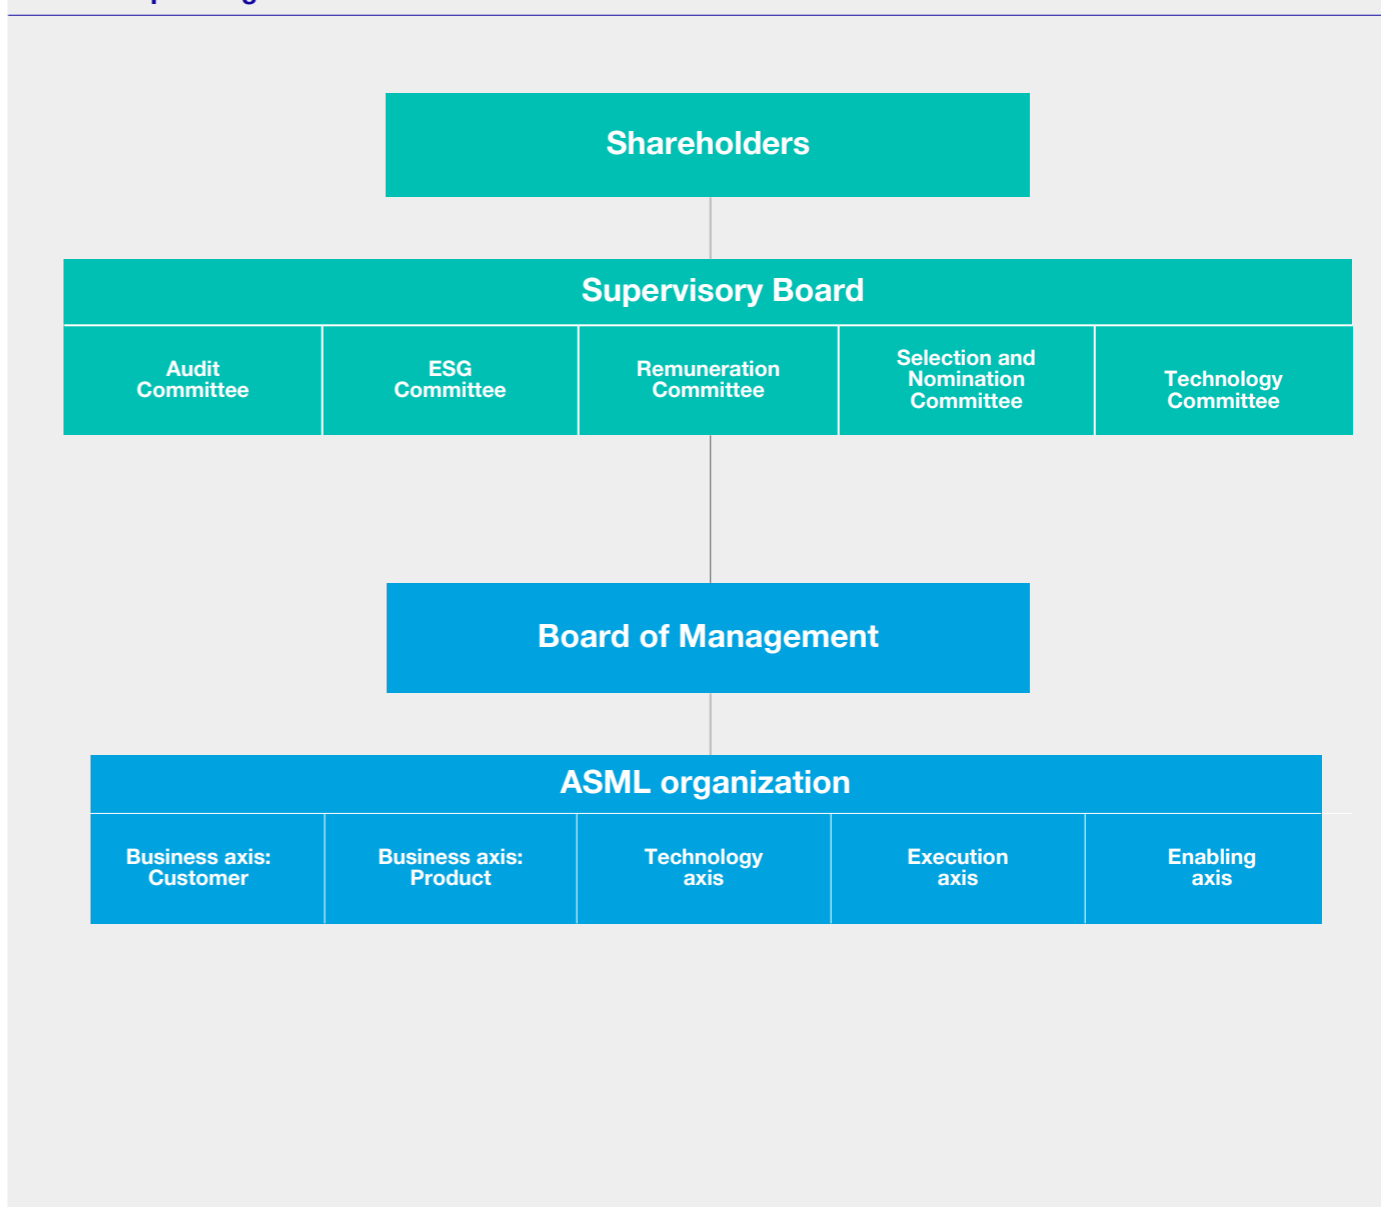 Shareholders
Supervisory Board
Audit
Committee
ESG
Committee
Remuneration
Committee
Selection and
Nomination
Committee
Technology
Committee
Board of Management
ASML organization
Business axis:
Customer
Business axis:
Product
Technology
axis
Execution
axis
Enabling
axis